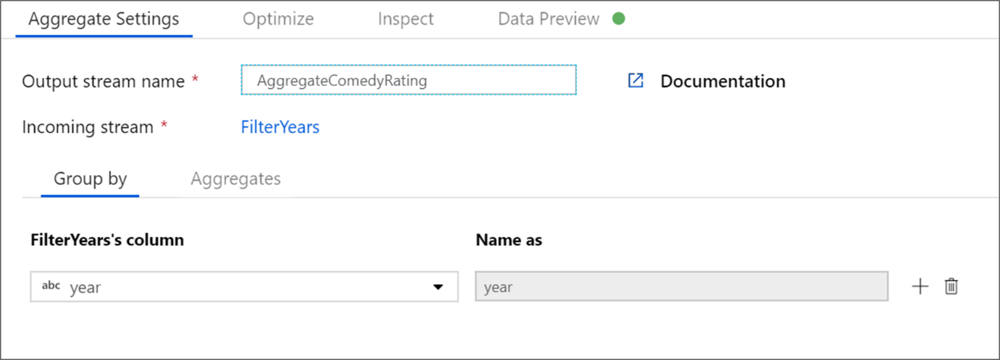 Aggregate Settings Optimize Inspect Data Preview
Output stream name * AggregateComedyRating Documentation
Incoming stream * FilterYears
Group by Aggregates
FilterYears's column Name as
abc year year